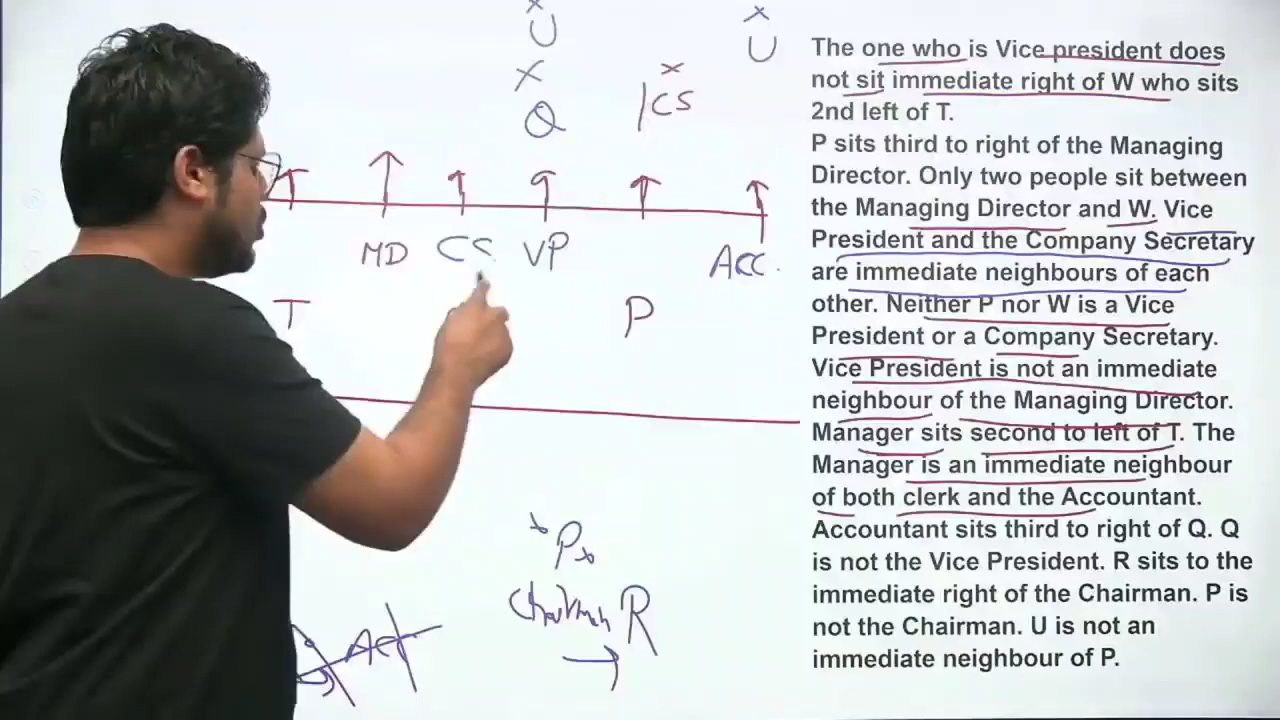 x
U
x
U
X
Q
x
CS
MD CS VP
ACC.
T
P
x P x
Chairman R
The one who is Vice president does
not sit immediate right of W who sits
2nd left of T.
P sits third to right of the Managing
Director. Only two people sit between
the Managing Director and W. Vice
President and the Company Secretary
are immediate neighbours of each
other. Neither P nor W is a Vice
President or a Company Secretary.
Vice President is not an immediate
neighbour of the Managing Director.
Manager sits second to left of T. The
Manager is an immediate neighbour
of both clerk and the Accountant.
Accountant sits third to right of Q. Q
is not the Vice President. R sits to the
immediate right of the Chairman. P is
not the Chairman. U is not an
immediate neighbour of P.